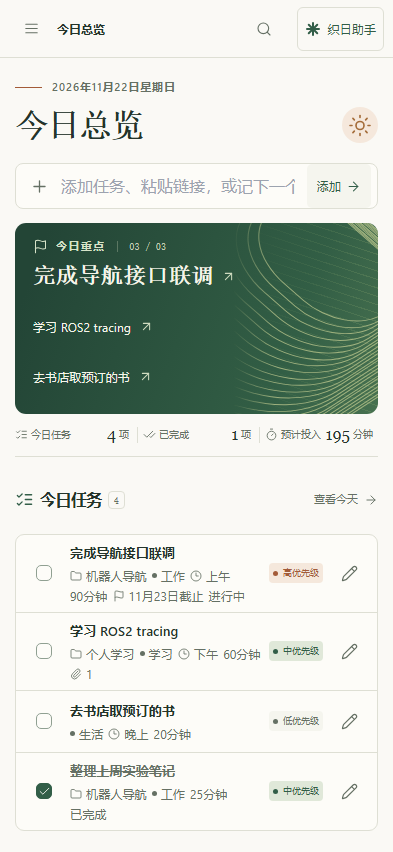 今日总览
织日助手
2026年11月22日星期日
今日总览
添加任务、粘贴链接，或记下一个
添加
今日重点 | 03 / 03
完成导航接口联调
学习 ROS2 tracing
去书店取预订的书
今日任务 4 项 已完成 1 项 预计投入 195 分钟
今日任务 4
查看今天
完成导航接口联调
机器人导航 • 工作 上午
90分钟 11月23日截止 进行中
高优先级
学习 ROS2 tracing
个人学习 • 学习 下午 60分钟
1
中优先级
去书店取预订的书
• 生活 晚上 20分钟
低优先级
整理上周实验笔记
机器人导航 • 工作 25分钟
已完成
中优先级